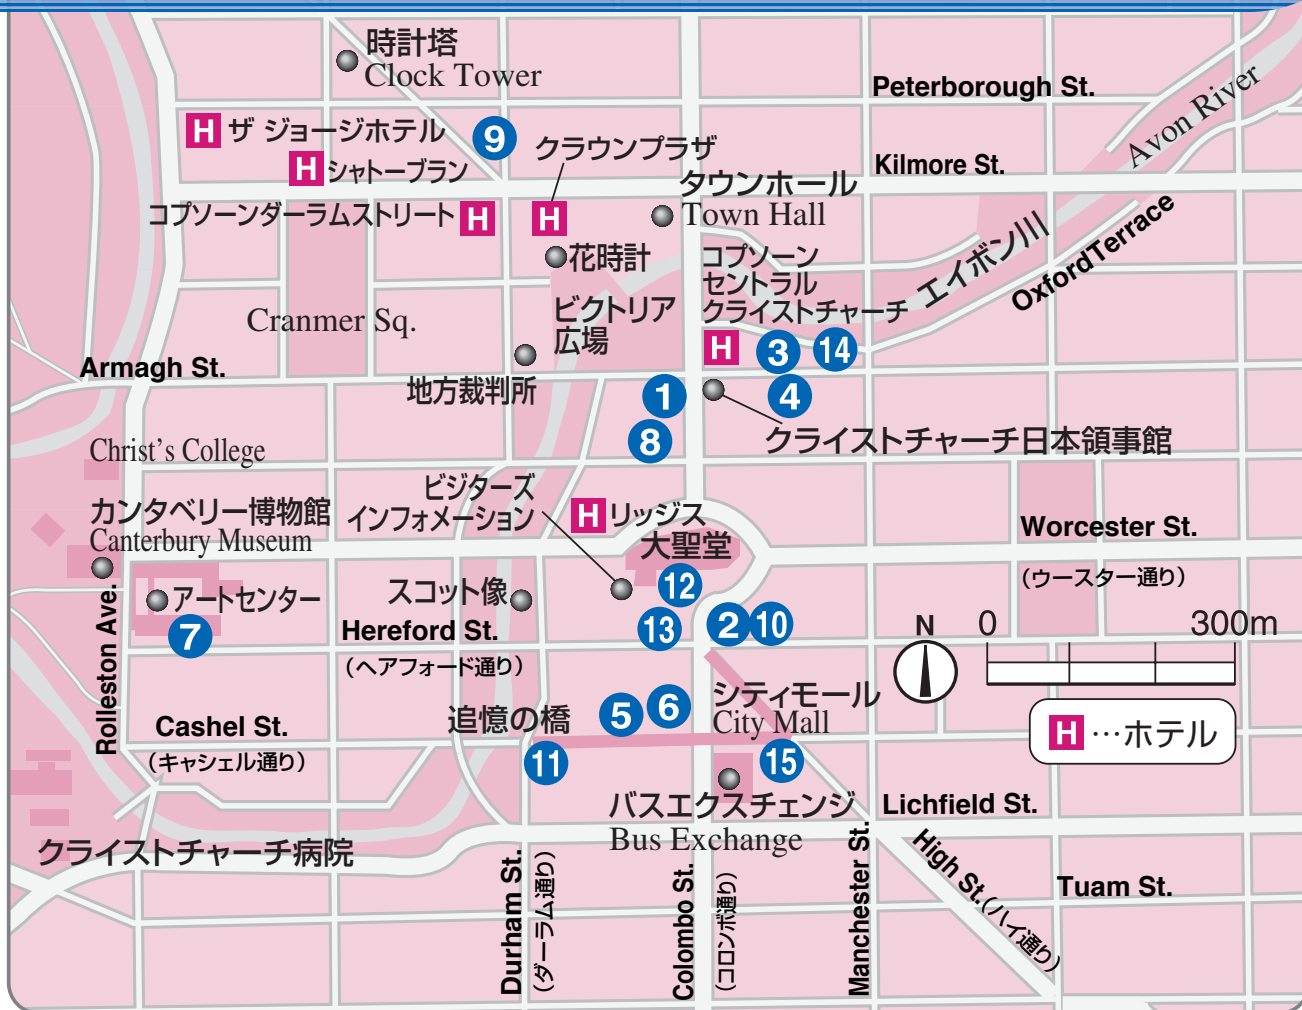 時計塔
Clock Tower
Peterborough St.
Avon River
H ザ ジョージホテル
9
クラウンプラザ
H シャトーブラン
Kilmore St.
タウンホール
Town Hall
コプソーンダーラムストリート H
H
花時計
コプソーン
セントラル
クライストチャーチ
H
エイボン川
OxfordTerrace
Cranmer Sq.
ビクトリア
広場
3
14
Armagh St.
地方裁判所
1
4
8
クライストチャーチ日本領事館
Christ's College
ビジターズ
インフォメーション
H リッジス
大聖堂
カンタベリー博物館
Canterbury Museum
Worcester St.
(ウースター通り)
アートセンター
7
スコット像
12
13
2
10
Hereford St.
(ヘアフォード通り)
N
0
300m
Rolleston Ave.
Cashel St.
(キャシェル通り)
追憶の橋
5
6
シティモール
City Mall
H …ホテル
11
15
バスエクスチェンジ
Bus Exchange
Lichfield St.
クライストチャーチ病院
Durham St.
(ダーラム通り)
Colombo St.
(コロンボ通り)
Manchester St.
High St.(ハイ通り)
Tuam St.